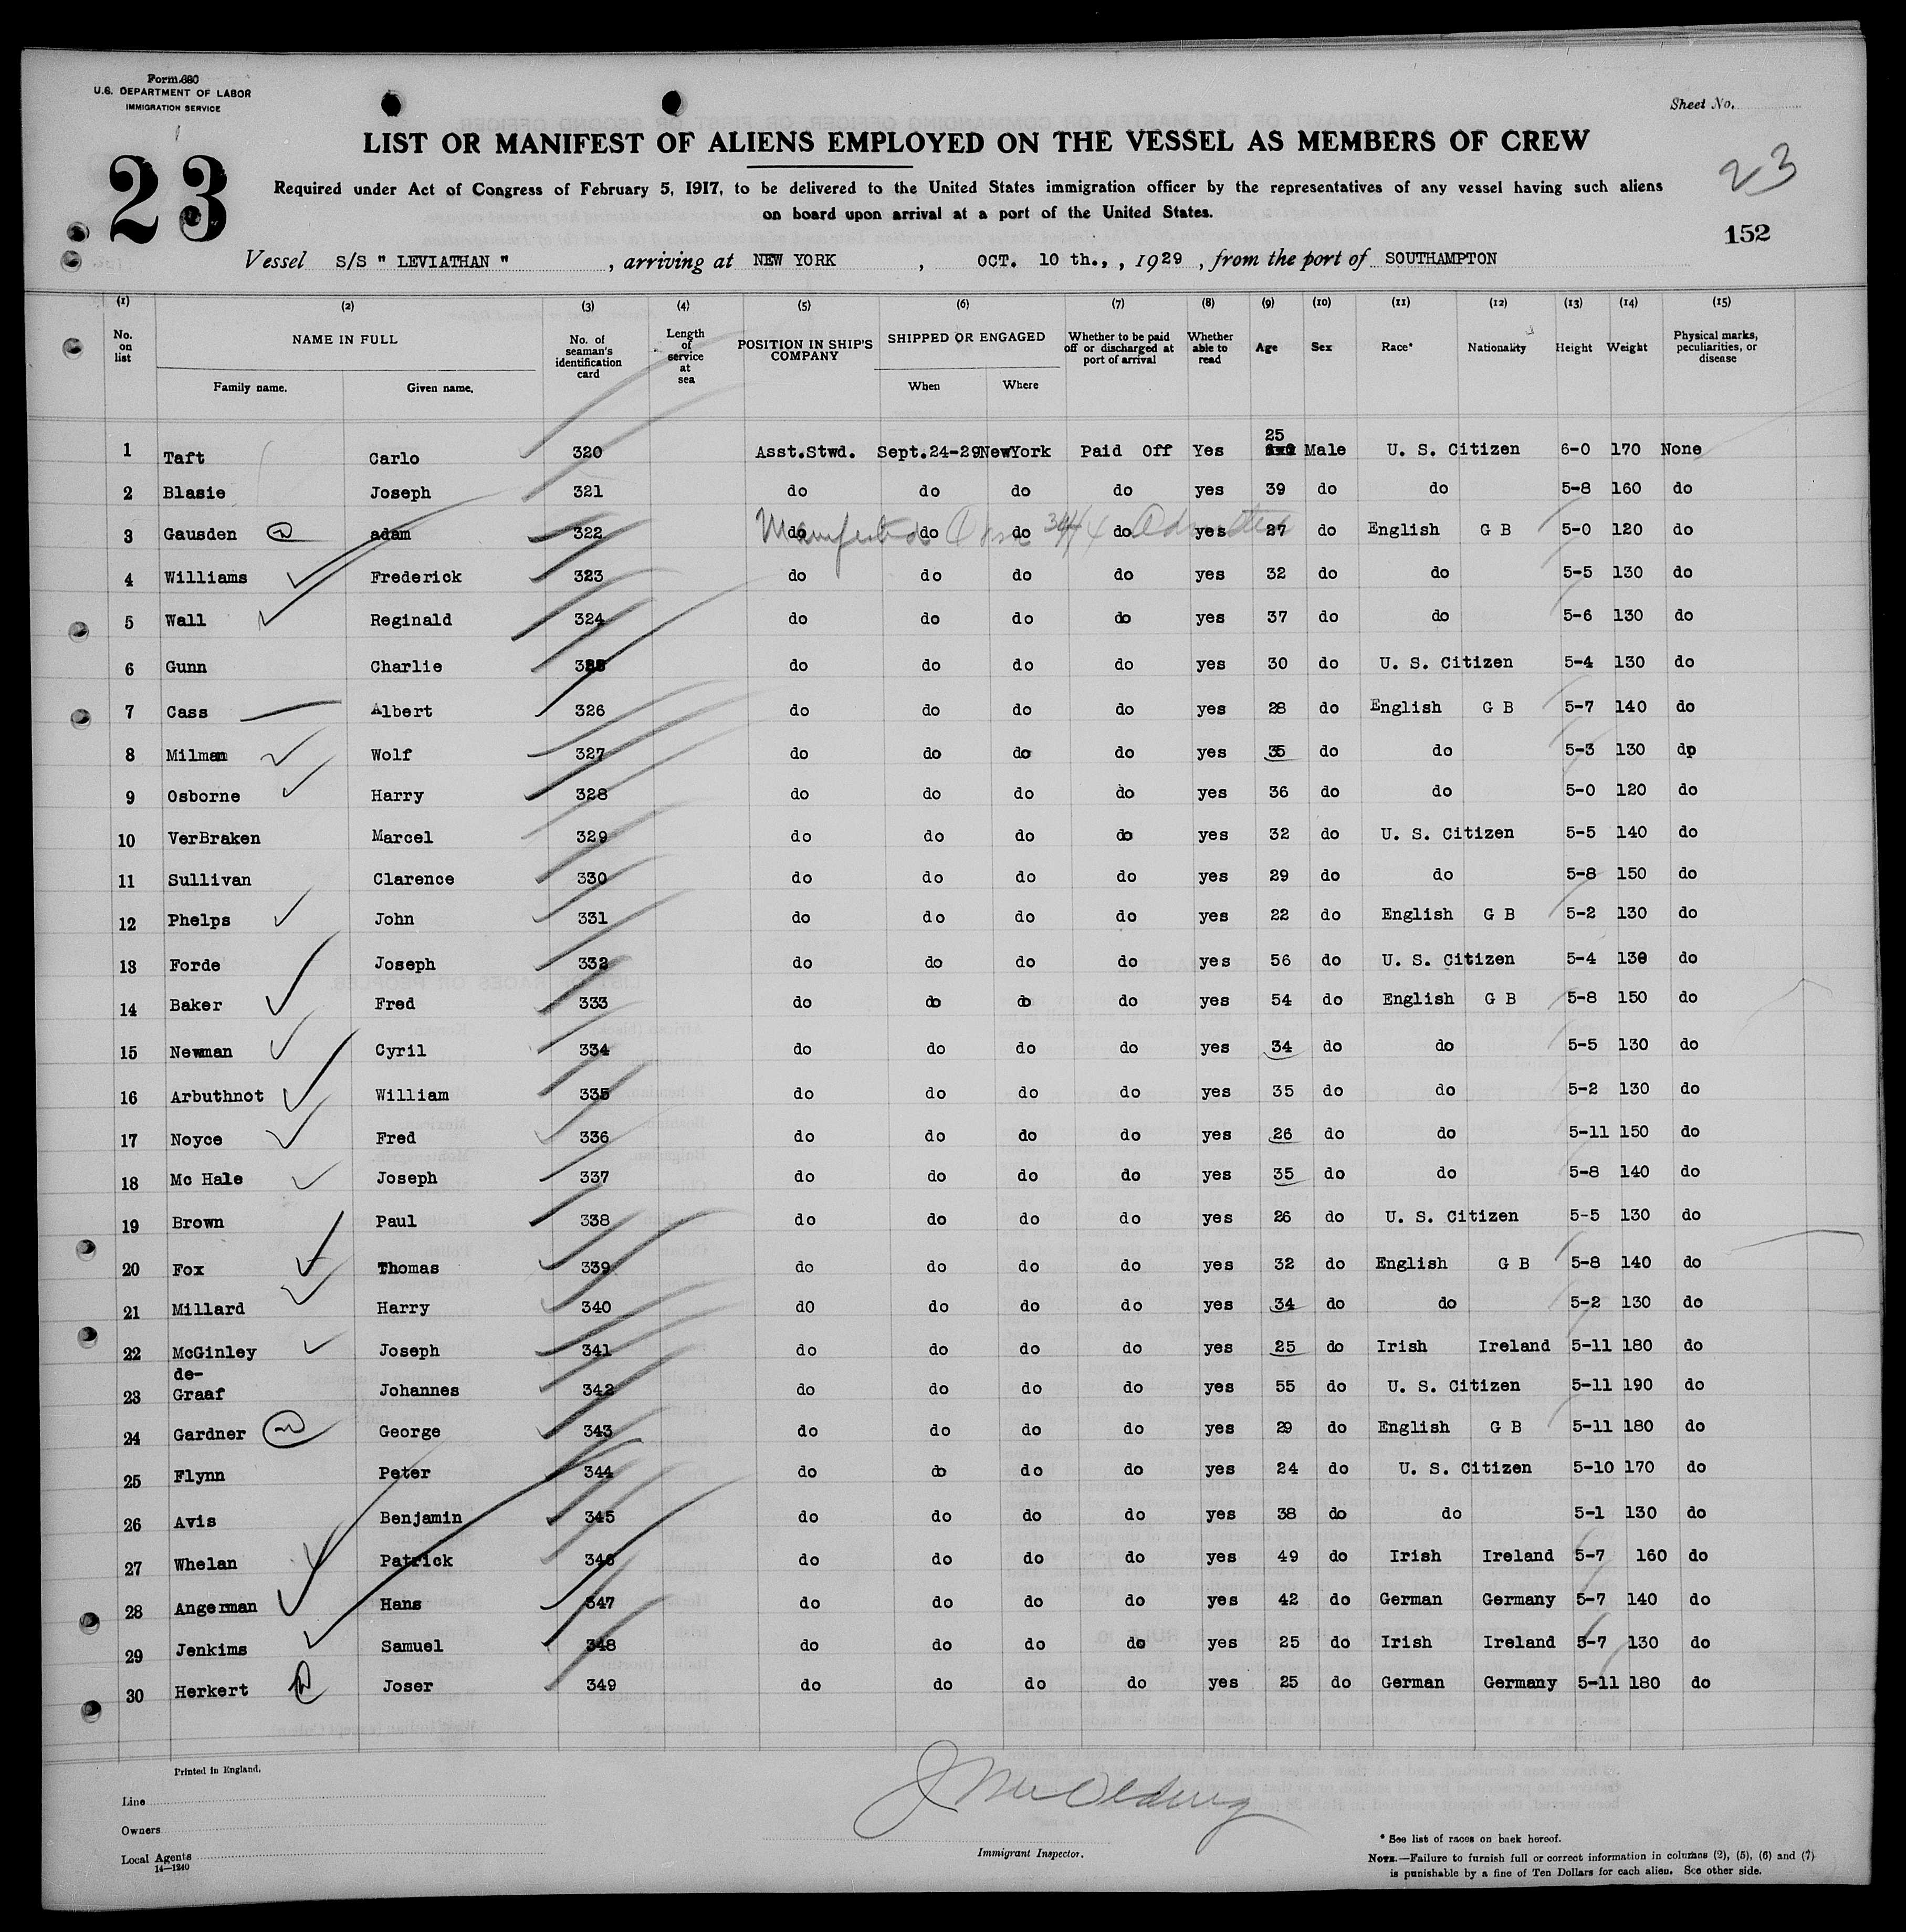 Form 680
U.S. DEPARTMENT OF LABOR
IMMIGRATION SERVICE
Sheet No.
LIST OR MANIFEST OF ALIENS EMPLOYED ON THE VESSEL AS MEMBERS OF CREW
23
23
Required under Act of Congress of February 5, 1917, to be delivered to the United States immigration officer by the representatives of any vessel having such aliens
on board upon arrival at a port of the United States.
152
Vessel S/S " LEVIATHAN " , arriving at NEW YORK , OCT. 10 th., , 1929 , from the port of SOUTHAMPTON
(1) (2) (3) (4) (5) (6) (7) (8) (9) (10) (11) (12) (13) (14) (15)
No. on list NAME IN FULL Family name. Given name. No. of seaman's identification card Length of service at sea POSITION IN SHIP'S COMPANY SHIPPED OR ENGAGED When Where Whether to be paid off or discharged at port of arrival Whether able to read Age Sex Race* Nationality Height Weight Physical marks, peculiarities, or disease
1 Taft Carlo 320 Asst.Stwd. Sept.24-29 NewYork Paid Off Yes 25 Male U. S. Citizen 6-0 170 None
2 Blasie Joseph 321 do do do do yes 39 do do 5-8 160 do
3 Gausden adam 322 do do do do yes 27 do English G B 5-0 120 do
4 Williams Frederick 323 do do do do yes 32 do do 5-5 130 do
5 Wall Reginald 324 do do do do yes 37 do do 5-6 130 do
6 Gunn Charlie do do do do yes 30 do U. S. Citizen 5-4 130 do
7 Cass Albert 326 do do do do yes 28 do English G B 5-7 140 do
8 Milman Wolf 327 do do do do yes 35 do do 5-3 130 dp
9 Osborne Harry 328 do do do do yes 36 do do 5-0 120 do
10 VerBraken Marcel 329 do do do do yes 32 do U. S. Citizen 5-5 140 do
11 Sullivan Clarence 330 do do do do yes 29 do do 5-8 150 do
12 Phelps John 331 do do do do yes 22 do English G B 5-2 130 do
13 Forde Joseph 332 do do do do yes 56 do U. S. Citizen 5-4 130 do
14 Baker Fred 333 do do do do yes 54 do English G B 5-8 150 do
15 Newman Cyril 334 do do do do yes 34 do do 5-5 130 do
16 Arbuthnot William 335 do do do do yes 35 do do 5-2 130 do
17 Noyce Fred 336 do do do do yes 26 do do 5-11 150 do
18 Mc Hale Joseph 337 do do do do yes 35 do do 5-8 140 do
19 Brown Paul 338 do do do do yes 26 do U. S. Citizen 5-5 130 do
20 Fox Thomas 339 do do do do yes 32 do English G B 5-8 140 do
21 Millard Harry 340 dO do do do yes 34 do do 5-2 130 do
22 McGinley Joseph 341 do do do do yes 25 do Irish Ireland 5-11 180 do
23 de-Graaf Johannes 342 do do do do yes 55 do U. S. Citizen 5-11 190 do
24 Gardner George 343 do do do do yes 29 do English G B 5-11 180 do
25 Flynn Peter 344 do do do do yes 24 do U. S. Citizen 5-10 170 do
26 Avis Benjamin 345 do do do do yes 38 do do 5-1 130 do
27 Whelan Patrick 346 do do do do yes 49 do Irish Ireland 5-7 160 do
28 Angerman Hans 347 do do do do yes 42 do German Germany 5-7 140 do
29 Jenkims Samuel 348 do do do do yes 25 do Irish Ireland 5-7 130 do
30 Herkert Joser 349 do do do do yes 25 do German Germany 5-11 180 do
Printed in England.
Line
Owners
Local Agents
14—1240
Immigrant Inspector.
* See list of races on back hereof.
NOTE.—Failure to furnish full or correct information in columns (2), (5), (6) and (7)
is punishable by a fine of Ten Dollars for each alien. See other side.